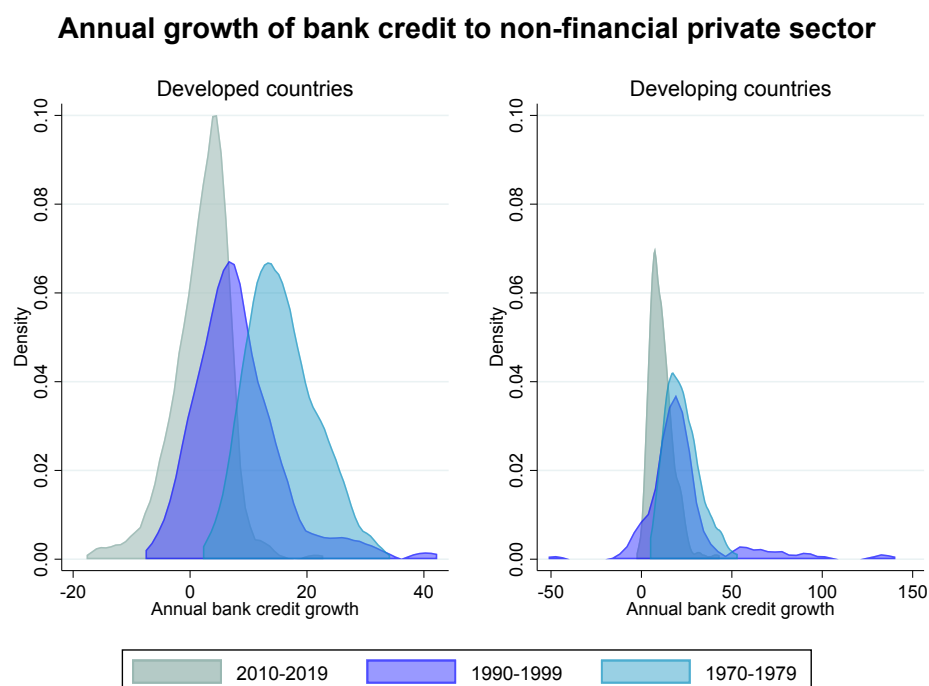 Annual growth of bank credit to non-financial private sector
Developed countries
Density
0.10
0.08
0.06
0.04
0.02
0.00
-20 0 20 40
Annual bank credit growth
Developing countries
Density
0.10
0.08
0.06
0.04
0.02
0.00
-50 0 50 100 150
Annual bank credit growth
2010-2019 1990-1999 1970-1979